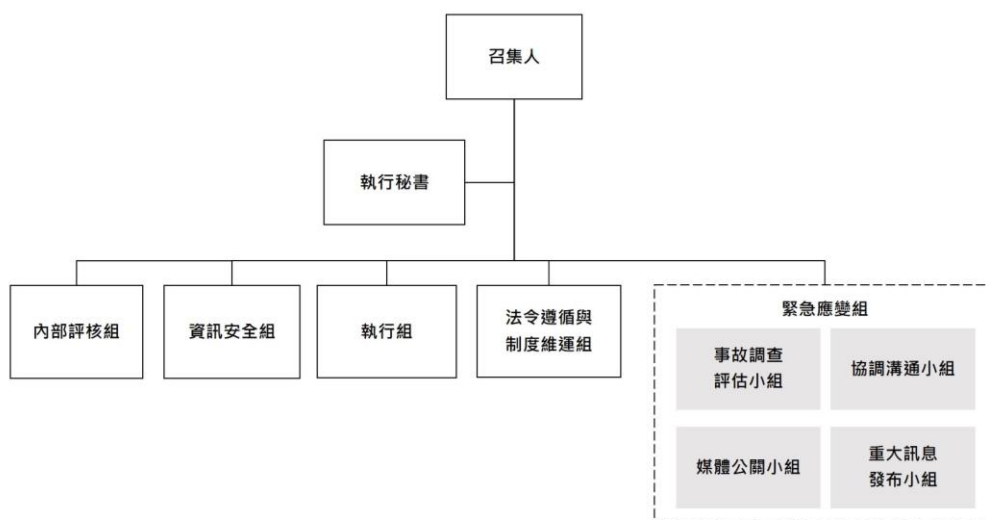 召集人
執行秘書
內部評核組
資訊安全組
執行組
法令遵循與
制度維運組
緊急應變組
事故調查
評估小組
協調溝通小組
媒體公關小組
重大訊息
發布小組